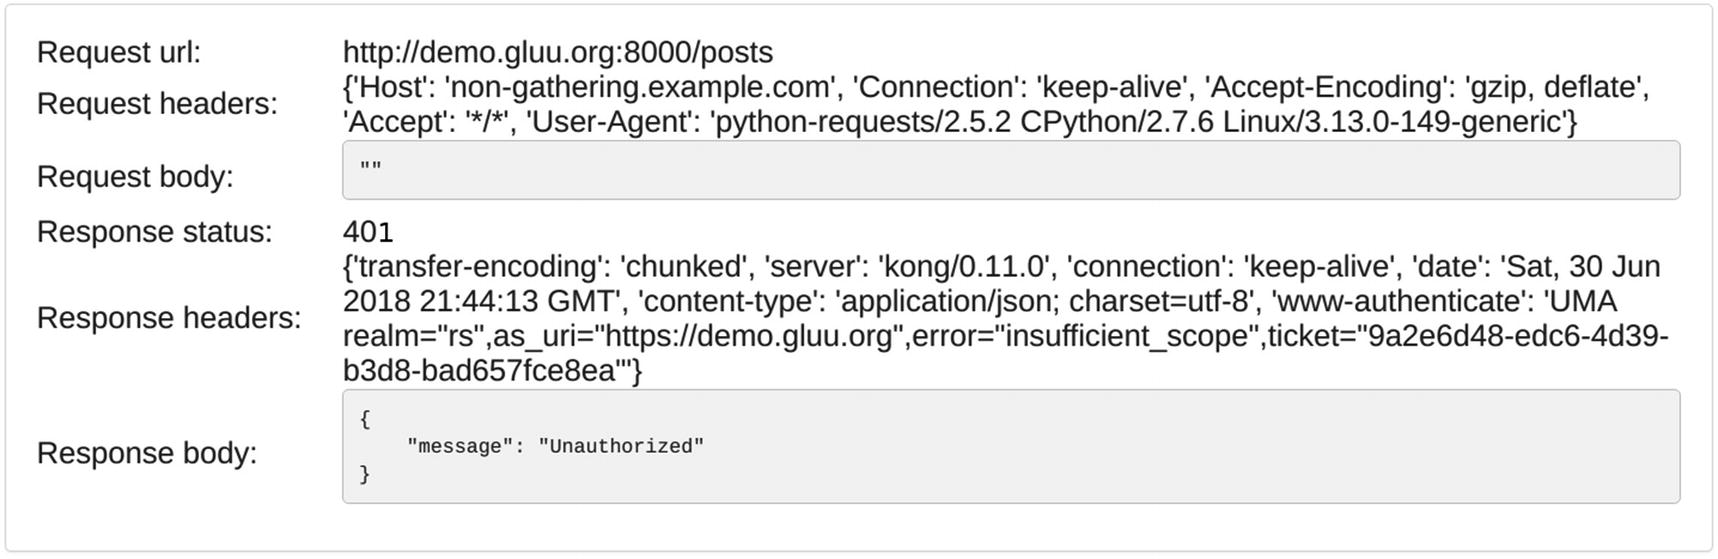 Request url: http://demo.gluu.org:8000/posts
Request headers: {'Host': 'non-gathering.example.com', 'Connection': 'keep-alive', 'Accept-Encoding': 'gzip, deflate',
'Accept': '*/*', 'User-Agent': 'python-requests/2.5.2 CPython/2.7.6 Linux/3.13.0-149-generic'}
Request body: ""
Response status: 401
Response headers: {'transfer-encoding': 'chunked', 'server': 'kong/0.11.0', 'connection': 'keep-alive', 'date': 'Sat, 30 Jun
2018 21:44:13 GMT', 'content-type': 'application/json; charset=utf-8', 'www-authenticate': 'UMA
realm="rs",as_uri="https://demo.gluu.org",error="insufficient_scope",ticket="9a2e6d48-edc6-4d39-
b3d8-bad657fce8ea"'}
Response body: {
"message": "Unauthorized"
}